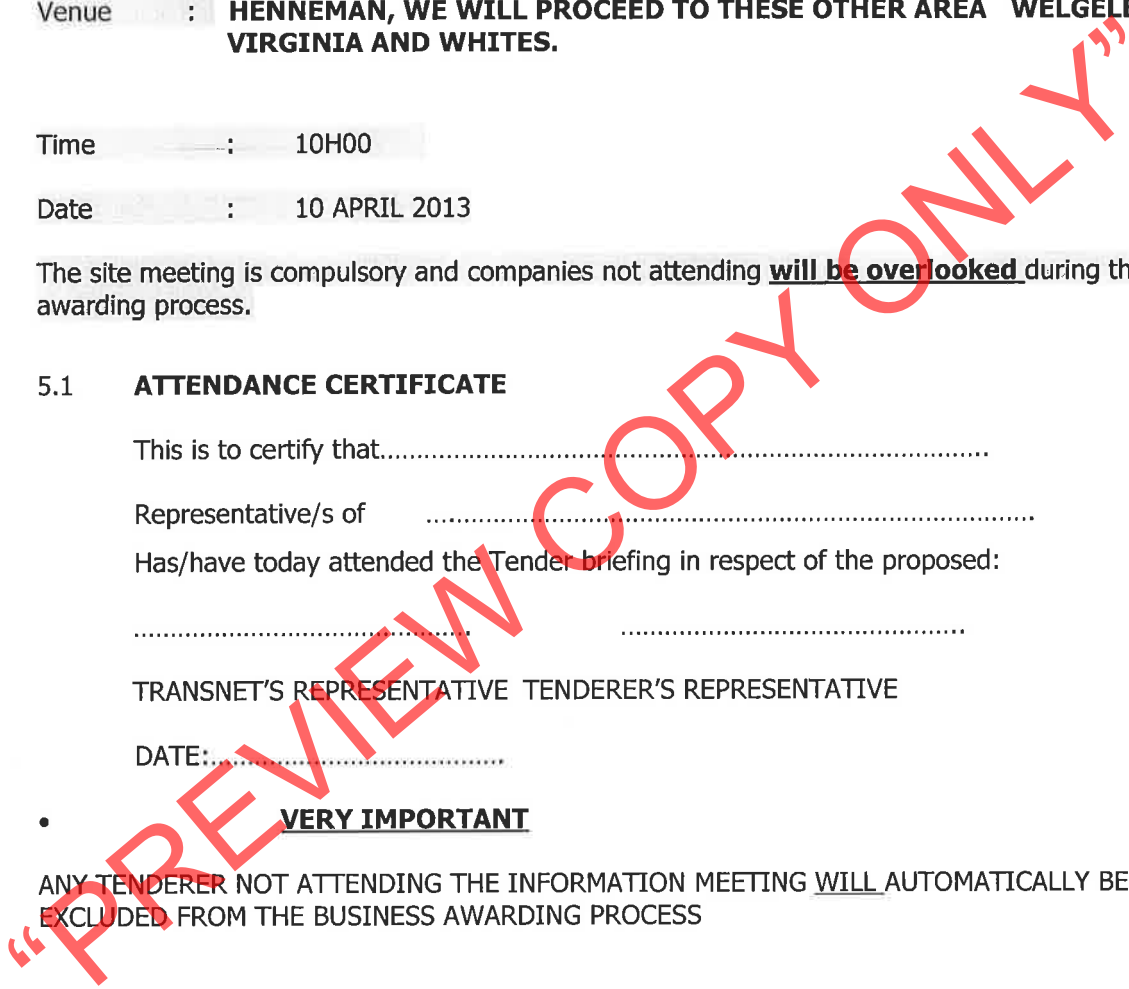 Venue : HENNEMAN, WE WILL PROCEED TO THESE OTHER AREA WELGELE
VIRGINIA AND WHITES.
Time : 10H00
Date : 10 APRIL 2013
The site meeting is compulsory and companies not attending will be overlooked during th
awarding process.
5.1 ATTENDANCE CERTIFICATE
This is to certify that....................................................................................
Representative/s of ....................................................................................
Has/have today attended the Tender briefing in respect of the proposed:
.............................................. ...............................................
TRANSNET'S REPRESENTATIVE TENDERER'S REPRESENTATIVE
DATE:........................................
• VERY IMPORTANT
ANY TENDERER NOT ATTENDING THE INFORMATION MEETING WILL AUTOMATICALLY BE
EXCLUDED FROM THE BUSINESS AWARDING PROCESS
“PREVIEW COPY ONLY”